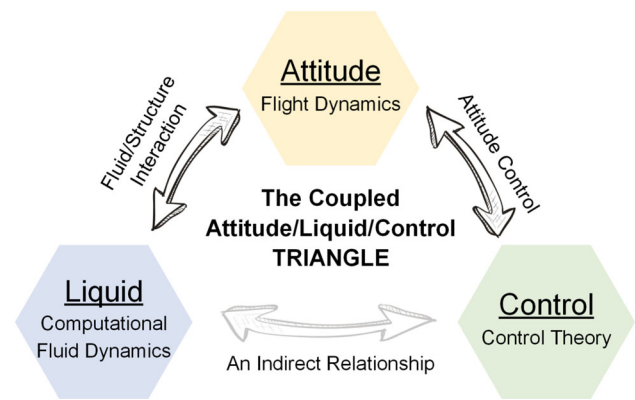 Attitude
Flight Dynamics
Fluid/Structure
Interaction
Attitude Control
The Coupled
Attitude/Liquid/Control
TRIANGLE
Liquid
Computational
Fluid Dynamics
An Indirect Relationship
Control
Control Theory